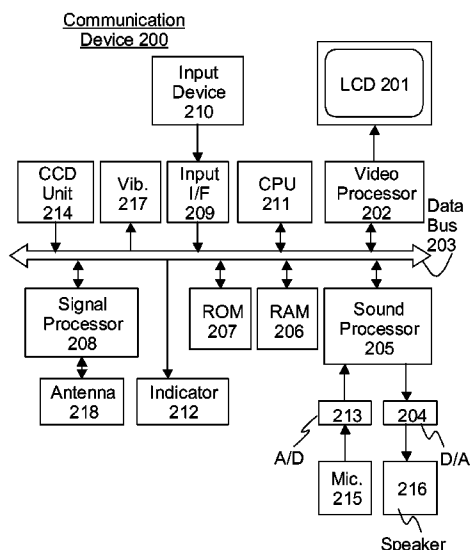 Communication
Device 200
Input
Device
210
LCD 201
CCD
Unit
214
Vib.
217
Input
I/F
209
CPU
211
Video
Processor
202
Data
Bus
203
Signal
Processor
208
ROM
207
RAM
206
Sound
Processor
205
Antenna
218
Indicator
212
213
204
A/D
D/A
Mic.
215
216
Speaker